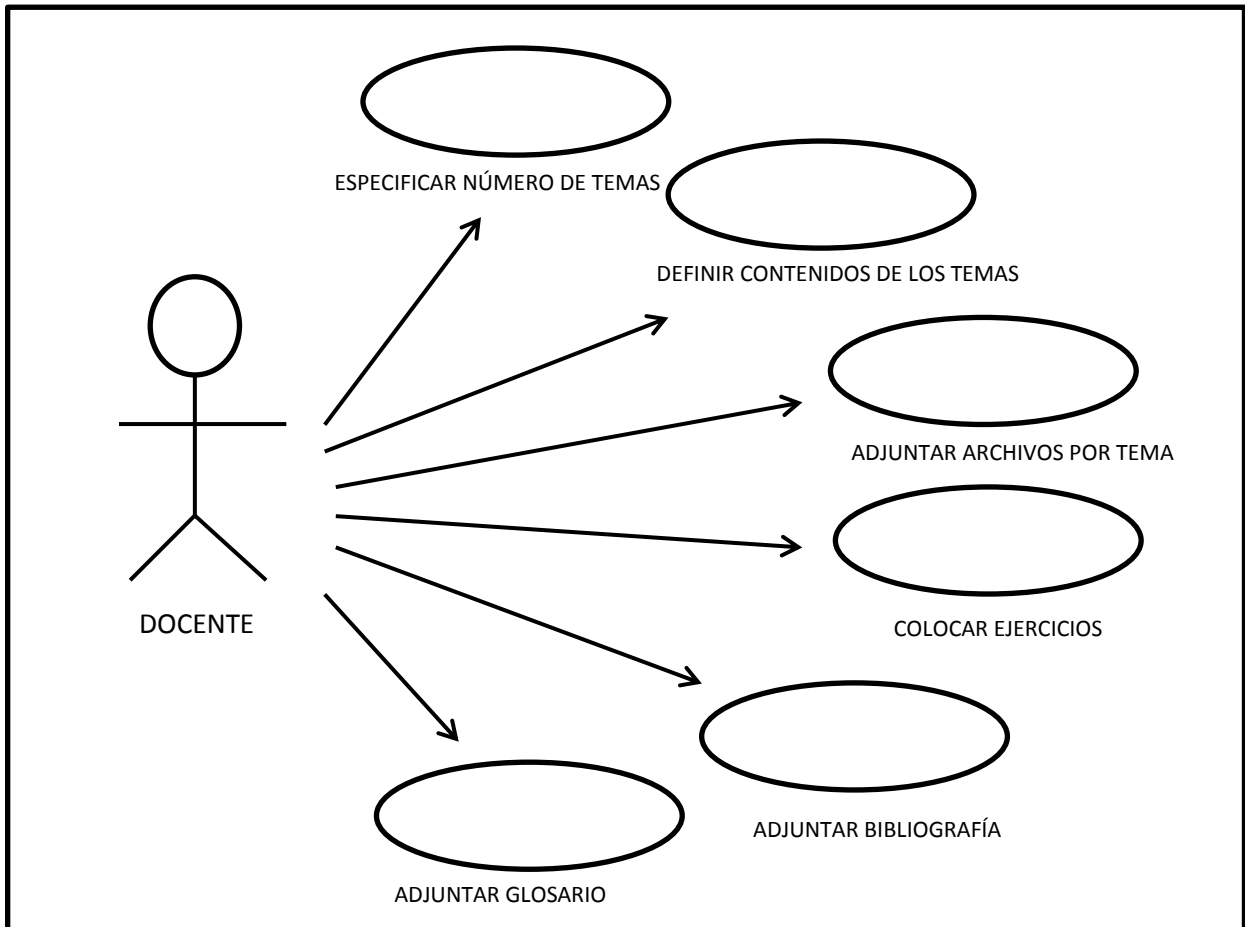 ESPECIFICAR NÚMERO DE TEMAS
DEFINIR CONTENIDOS DE LOS TEMAS
ADJUNTAR ARCHIVOS POR TEMA
DOCENTE
COLOCAR EJERCICIOS
ADJUNTAR BIBLIOGRAFÍA
ADJUNTAR GLOSARIO